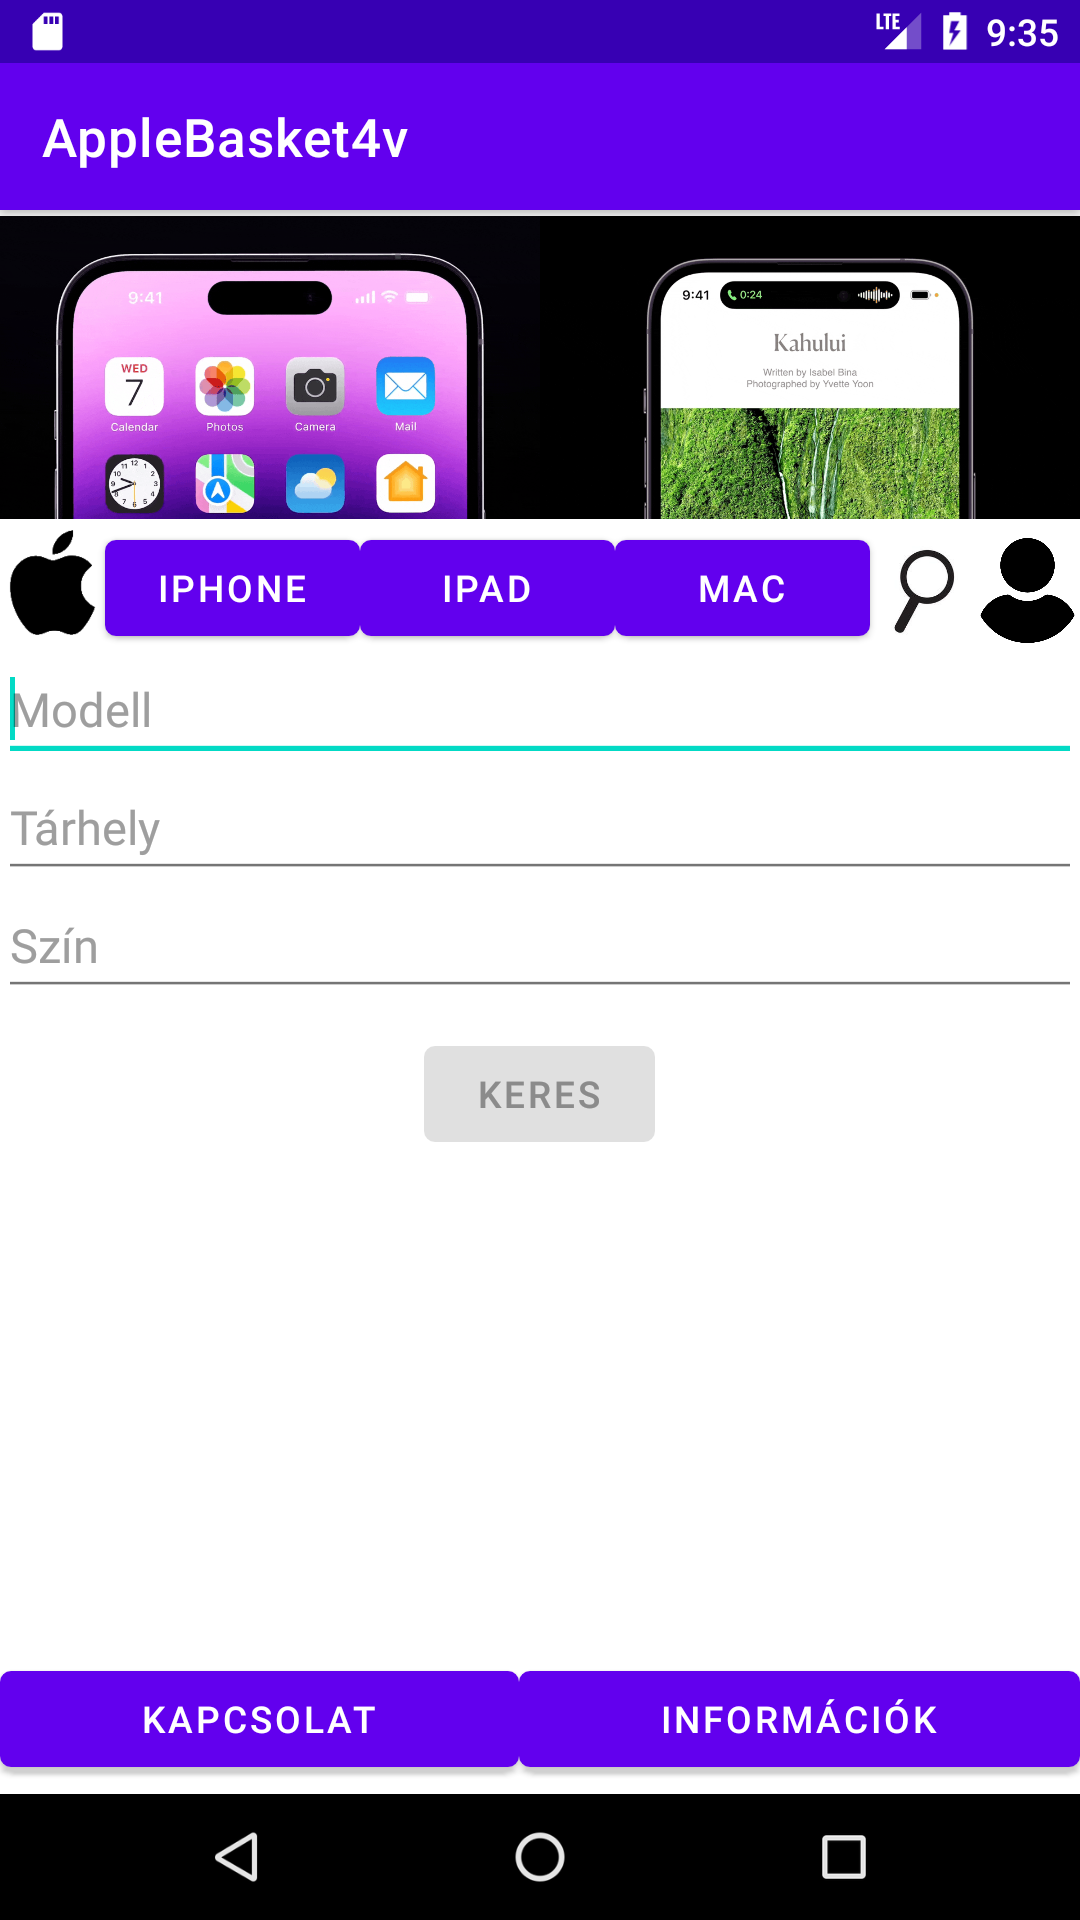 9:35
AppleBasket4v
9:41
WED
7
Calendar
Photos
Camera
Mail
9:41 0:24
Kahului
Written by Isabel Bina
Photographed by Yvette Yoon
IPHONE IPAD MAC
Modell
Tárhely
Szín
KERES
KAPCSOLAT INFORMÁCIÓK